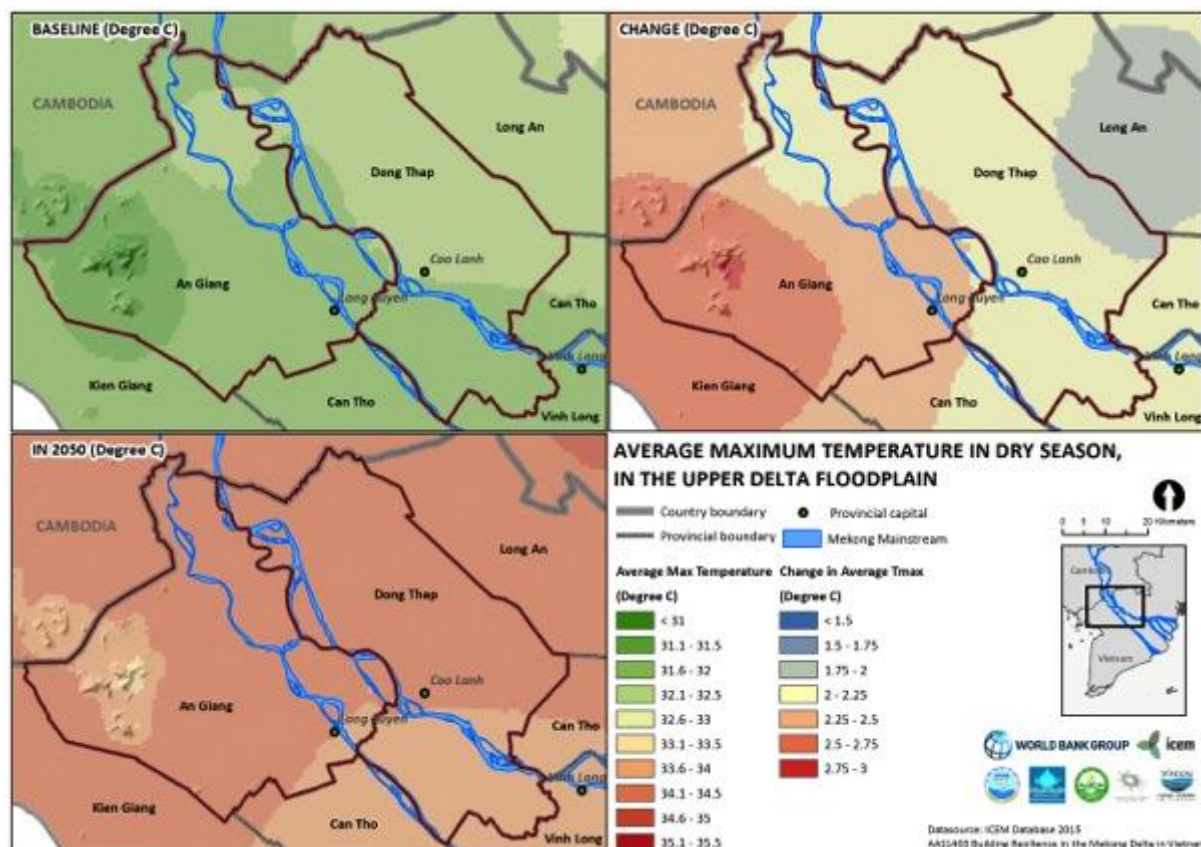 BASELINE (Degree C)
CAMBODIA
Long An
Dong Thap
Cao Lanh
An Giang
Long Xuyen
Can Tho
Vinh Long
Kien Giang
Can Tho
Vinh Long
CHANGE (Degree C)
CAMBODIA
Long An
Dong Thap
Cao Lanh
An Giang
Long Xuyen
Can Tho
Vinh Long
Kien Giang
Can Tho
Vinh Long
IN 2050 (Degree C)
CAMBODIA
Long An
Dong Thap
Cao Lanh
An Giang
Long Xuyen
Can Tho
Vinh Long
Kien Giang
Can Tho
Vinh Long
AVERAGE MAXIMUM TEMPERATURE IN DRY SEASON,
IN THE UPPER DELTA FLOODPLAIN
Country boundary
Provincial capital
Provincial boundary
Mekong Mainstream
0 10 20
Kilometers
Average Max Temperature
(Degree C)
< 31
31.1 - 31.5
31.6 - 32
32.1 - 32.5
32.6 - 33
33.1 - 33.5
33.6 - 34
34.1 - 34.5
34.6 - 35
35.1 - 35.5
Change in Average Tmax
(Degree C)
< 1.5
1.5 - 1.75
1.75 - 2
2 - 2.25
2.25 - 2.5
2.5 - 2.75
2.75 - 3
Vietnam
WORLD BANK GROUP
icem
Datasource: ICEM Database 2015
Building Resilience in the Mekong Delta in Vietnam